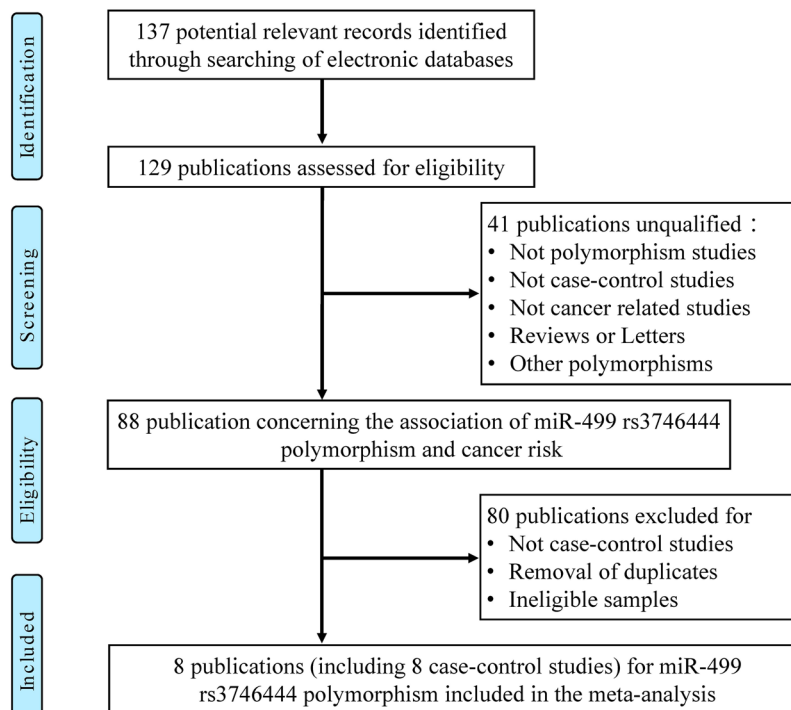 Identification
137 potential relevant records identified
through searching of electronic databases
129 publications assessed for eligibility
Screening
41 publications unqualified：
• Not polymorphism studies
• Not case-control studies
• Not cancer related studies
• Reviews or Letters
• Other polymorphisms
Eligibility
88 publication concerning the association of miR-499 rs3746444
polymorphism and cancer risk
80 publications excluded for
• Not case-control studies
• Removal of duplicates
• Ineligible samples
Included
8 publications (including 8 case-control studies) for miR-499
rs3746444 polymorphism included in the meta-analysis